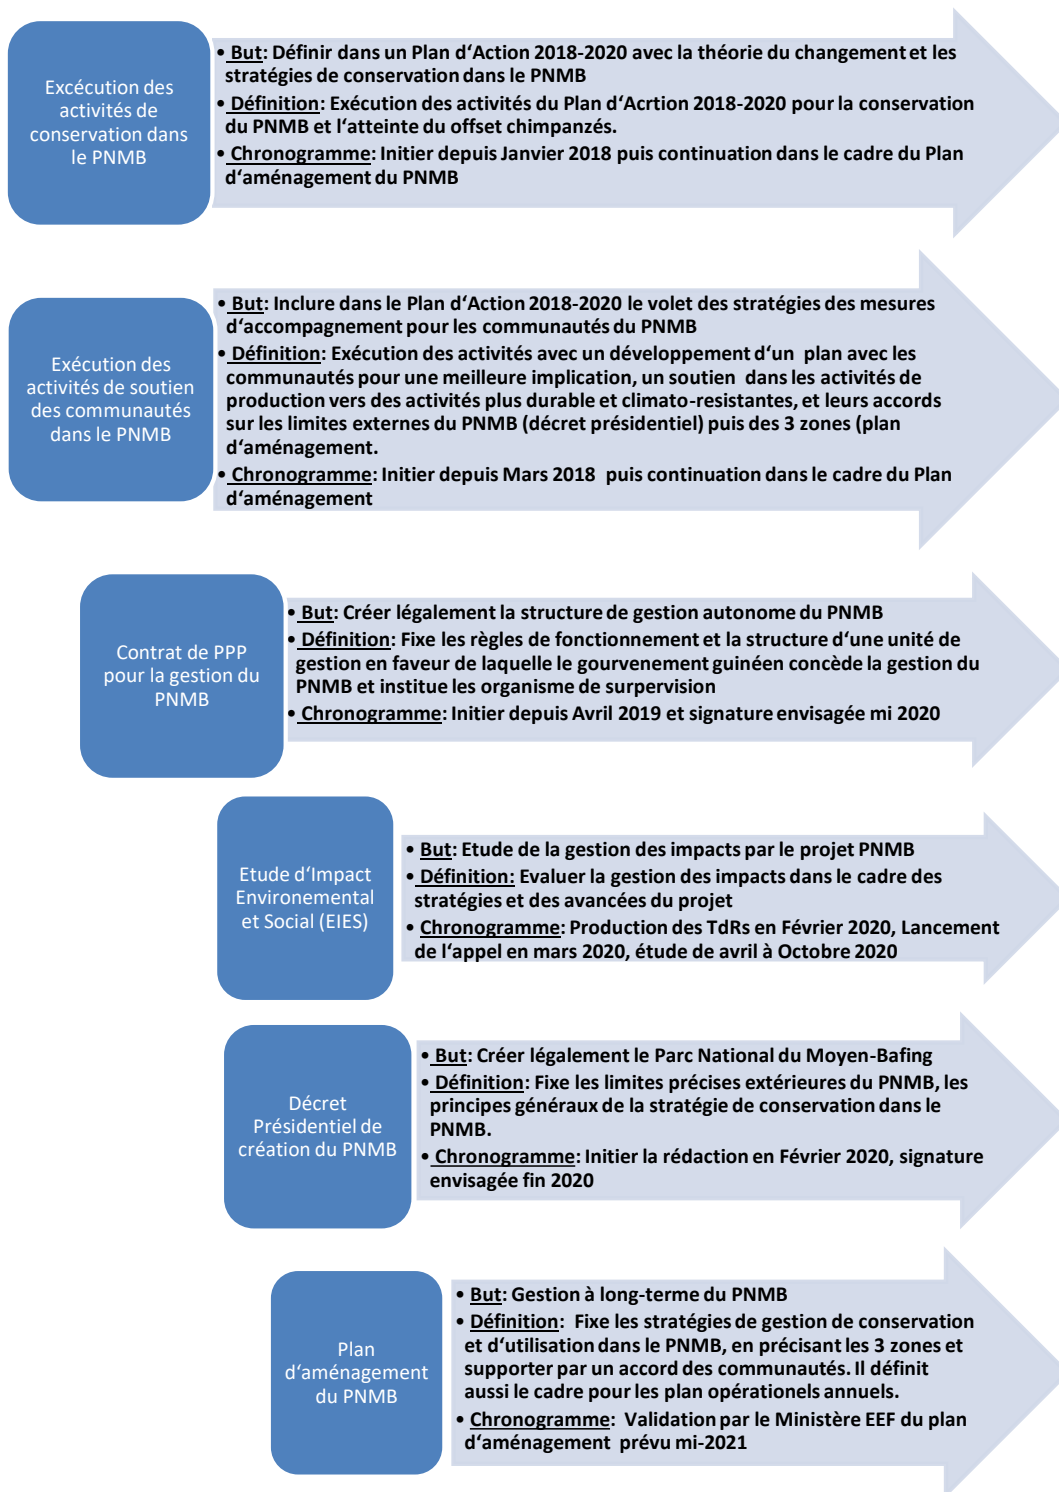 Excécution des
activités de
conservation dans
le PNMB
• But: Définir dans un Plan d‘Action 2018-2020 avec la théorie du changement et les
stratégies de conservation dans le PNMB
• Définition: Exécution des activités du Plan d‘Acrtion 2018-2020 pour la conservation
du PNMB et l‘atteinte du offset chimpanzés.
• Chronogramme: Initier depuis Janvier 2018 puis continuation dans le cadre du Plan
d‘aménagement du PNMB
Exécution des
activités de soutien
des communautés
dans le PNMB
• But: Inclure dans le Plan d‘Action 2018-2020 le volet des stratégies des mesures
d‘accompagnement pour les communautés du PNMB
• Définition: Exécution des activités avec un développement d‘un plan avec les
communautés pour une meilleure implication, un soutien dans les activités de
production vers des activités plus durable et climato-resistantes, et leurs accords
sur les limites externes du PNMB (décret présidentiel) puis des 3 zones (plan
d‘aménagement.
• Chronogramme: Initier depuis Mars 2018 puis continuation dans le cadre du Plan
d‘aménagement
Contrat de PPP
pour la gestion du
PNMB
• But: Créer légalement la structure de gestion autonome du PNMB
• Définition: Fixe les règles de fonctionnement et la structure d‘une unité de
gestion en faveur de laquelle le gourvenement guinéen concède la gestion du
PNMB et institue les organisme de surpervision
• Chronogramme: Initier depuis Avril 2019 et signature envisagée mi 2020
Etude d‘Impact
Environemental
et Social (EIES)
• But: Etude de la gestion des impacts par le projet PNMB
• Définition: Evaluer la gestion des impacts dans le cadre des
stratégies et des avancées du projet
• Chronogramme: Production des TdRs en Février 2020, Lancement
de l‘appel en mars 2020, étude de avril à Octobre 2020
Décret
Présidentiel de
création du PNMB
• But: Créer légalement le Parc National du Moyen-Bafing
• Définition: Fixe les limites précises extérieures du PNMB, les
principes généraux de la stratégie de conservation dans le
PNMB.
• Chronogramme: Initier la rédaction en Février 2020, signature
envisagée fin 2020
Plan
d‘aménagement
du PNMB
• But: Gestion à long-terme du PNMB
• Définition: Fixe les stratégies de gestion de conservation
et d‘utilisation dans le PNMB, en précisant les 3 zones et
supporter par un accord des communautés. Il définit
aussi le cadre pour les plan opérationels annuels.
• Chronogramme: Validation par le Ministère EEF du plan
d‘aménagement prévu mi-2021